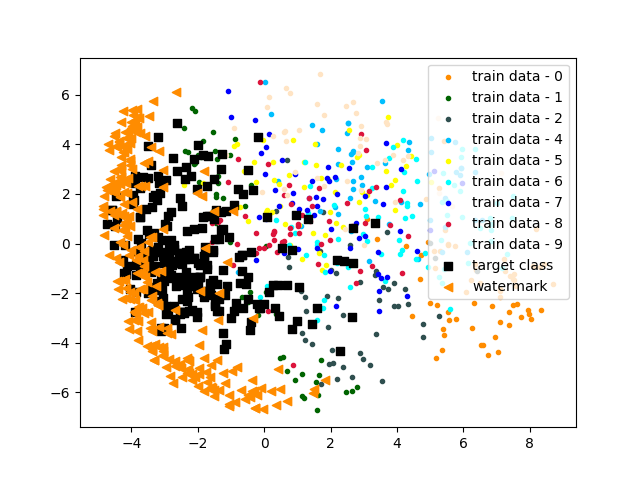 6
4
2
0
−2
−4
−6
−4
−2
0
2
4
6
8
train data - 0
train data - 1
train data - 2
train data - 4
train data - 5
train data - 6
train data - 7
train data - 8
train data - 9
target class
watermark